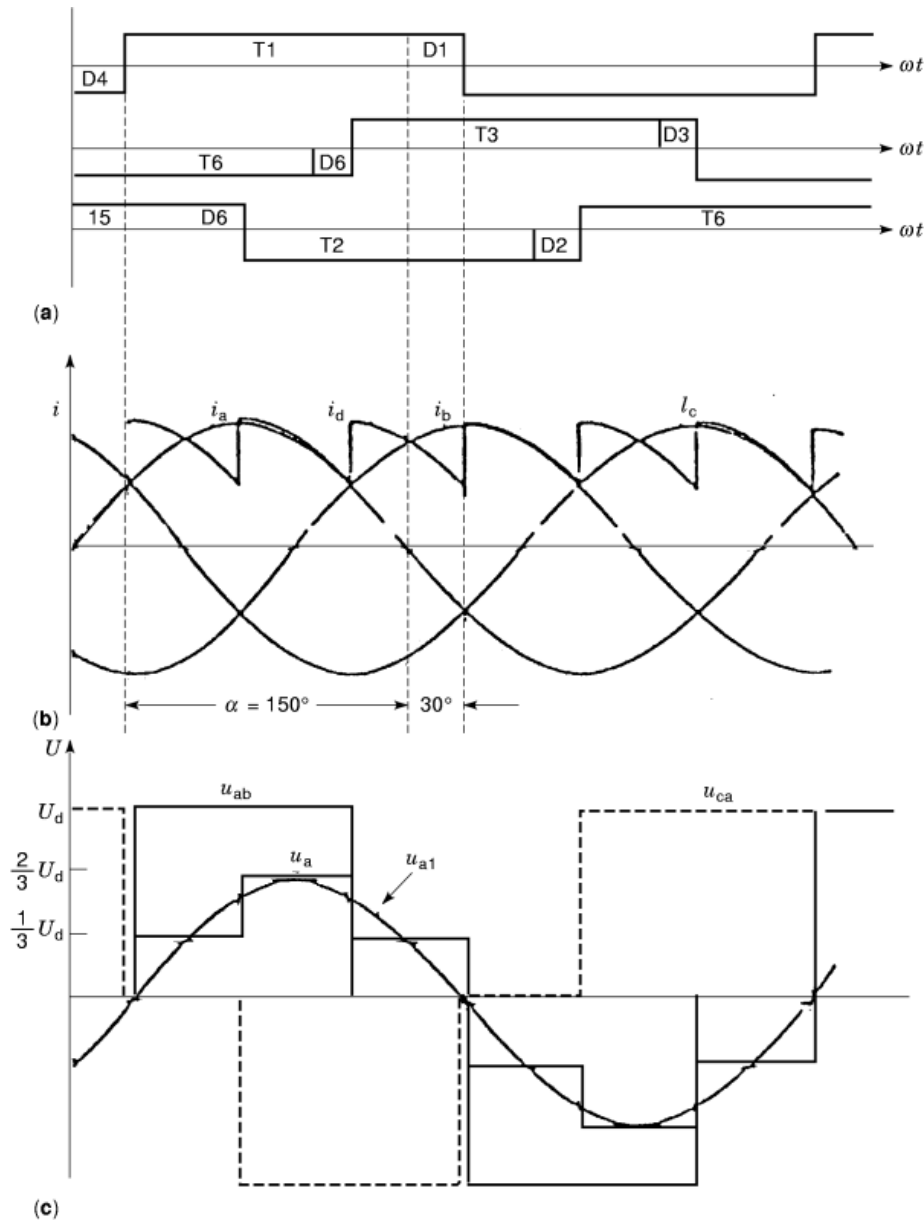 T1 D1
D4 ωt
T3 D3
T6 D6 ωt
15 D6 T6
T2 D2 ωt
(a)
i i_a i_d i_b l_c
α = 150° 30°
(b)
U
u_ab u_ca
U_d
2/3 U_d u_a u_a1
1/3 U_d
(c)